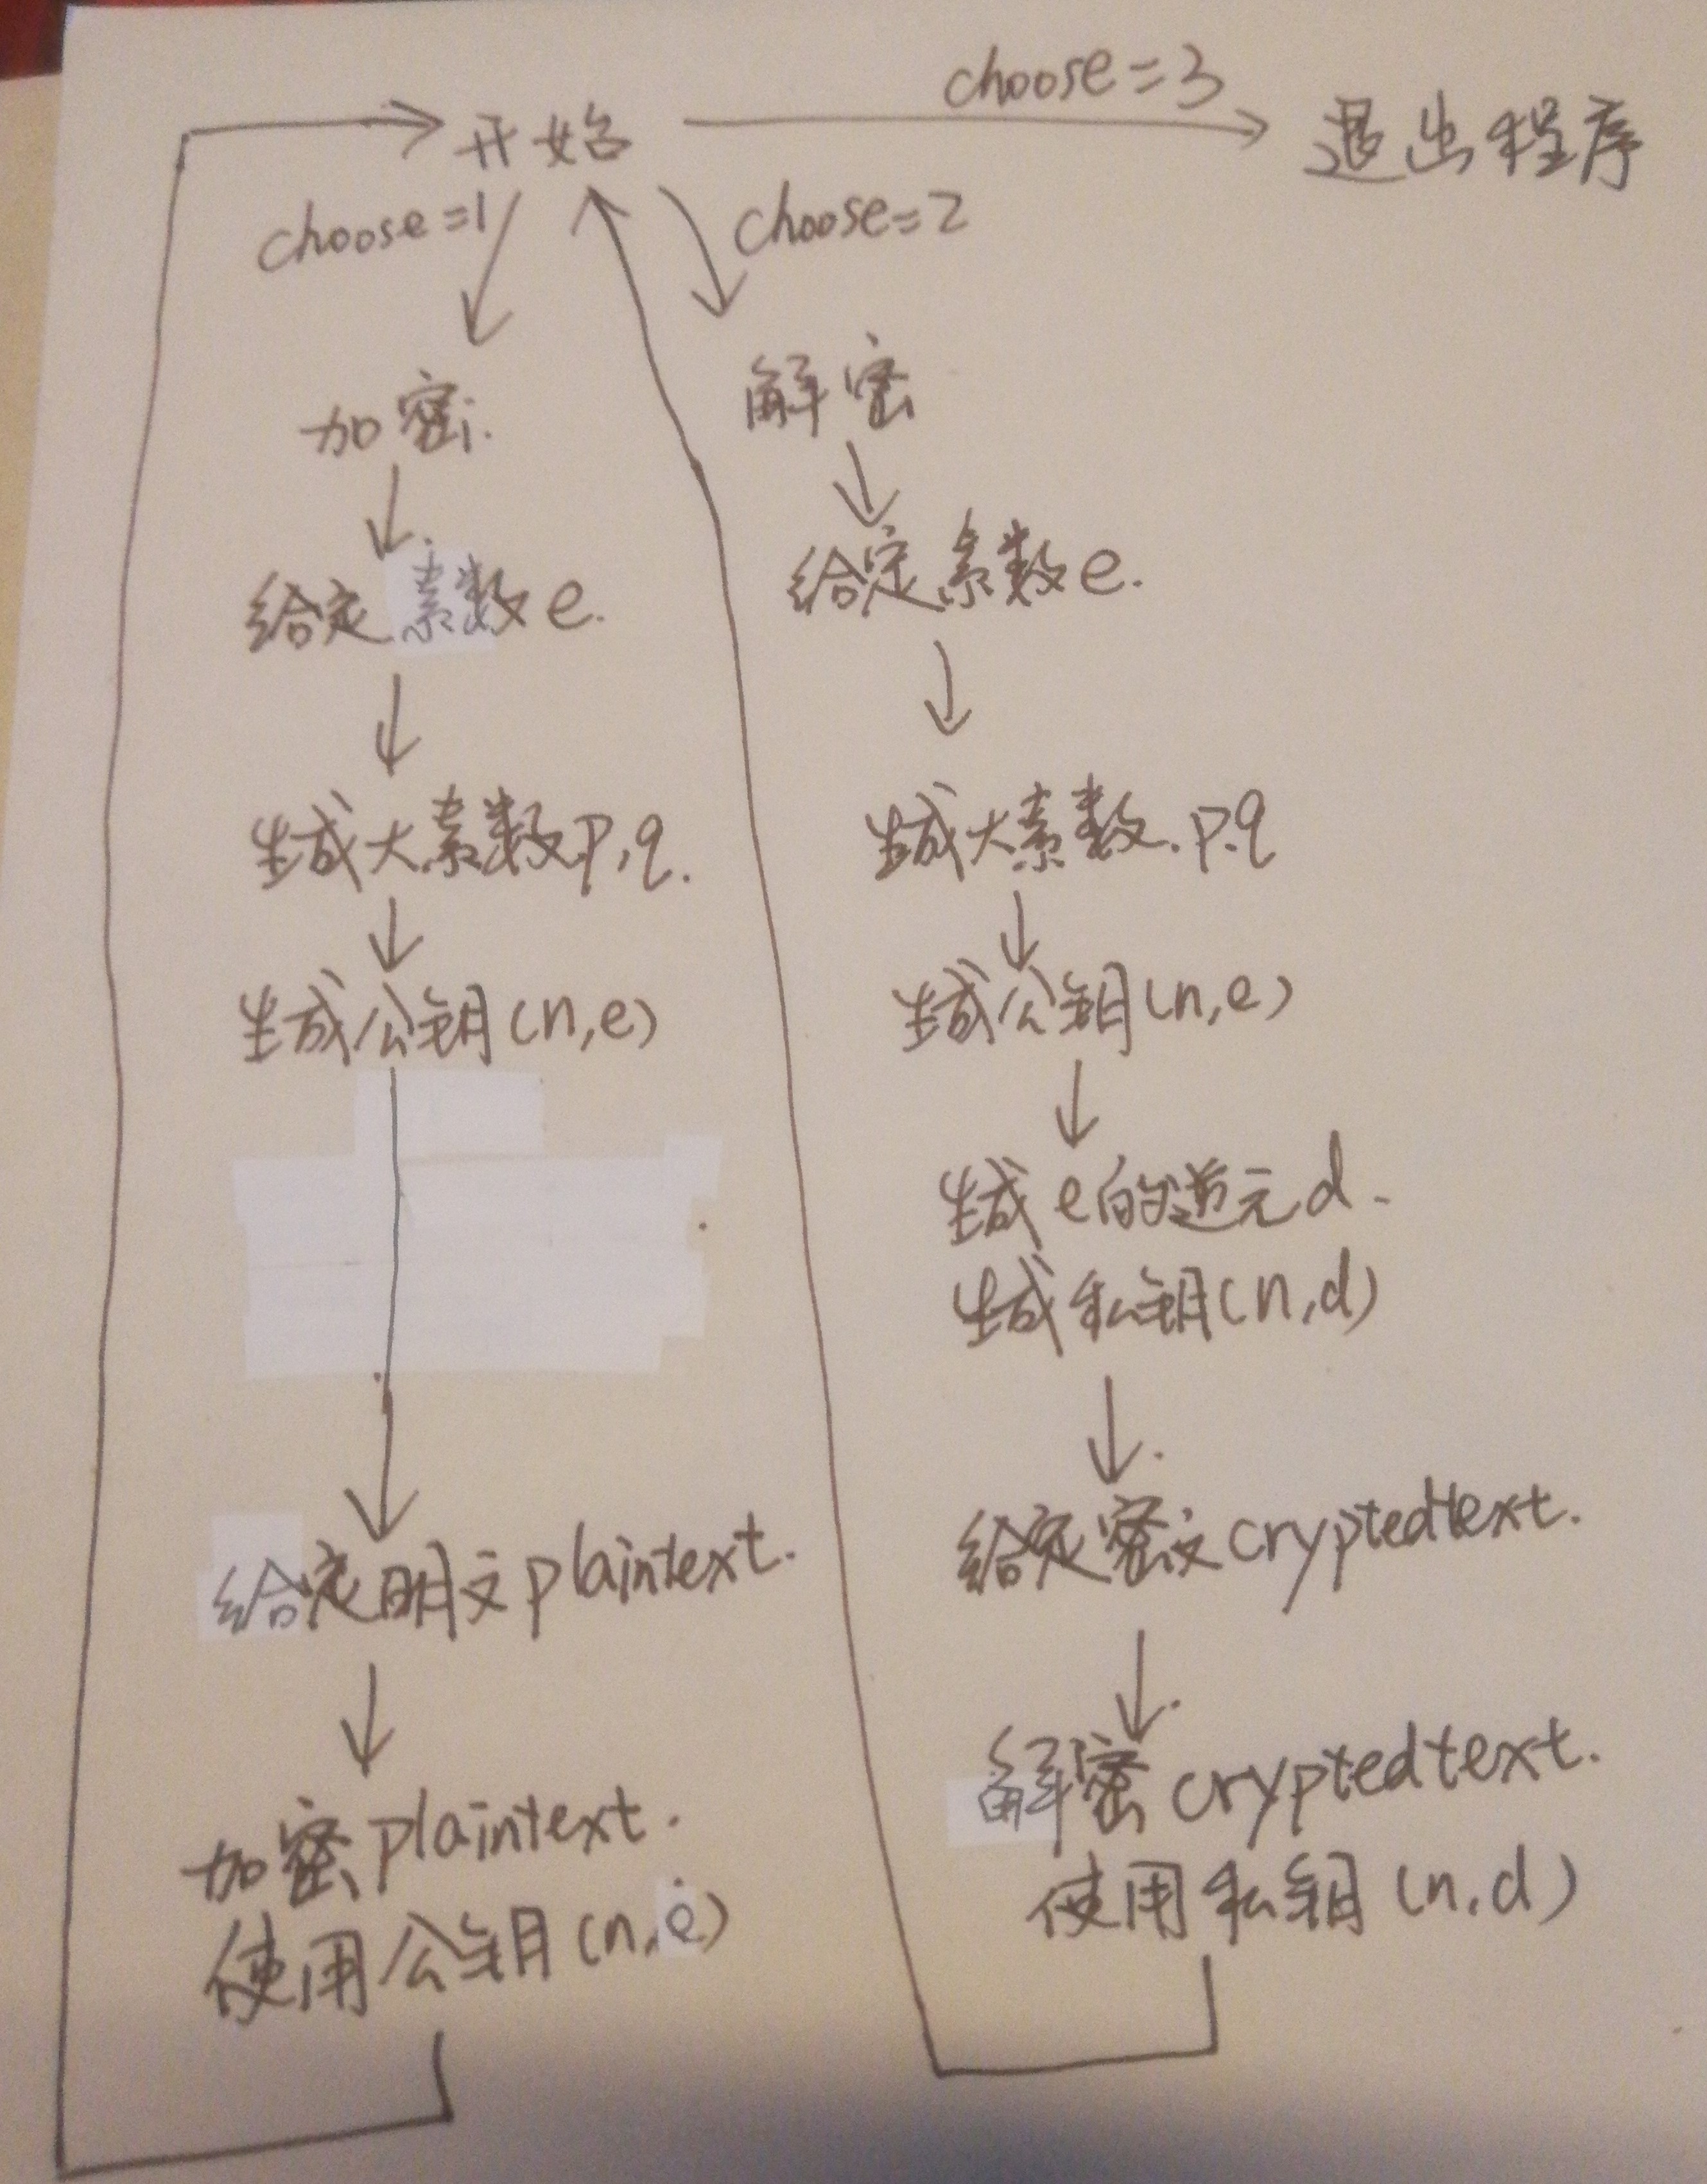 choose=3
开始
退出程序
choose=1
choose=2
加密
给定素数e.
生成大素数p,q.
生成公钥(n,e)
给定明文plaintext.
加密plaintext.
使用公钥(n,e)
解密
给定素数e.
生成大素数.p.q
生成公钥(n,e)
生成e的逆元d、
生成私钥(n,d)
给定密文cryptedtext.
解密cryptedtext.
使用私钥(n,d)